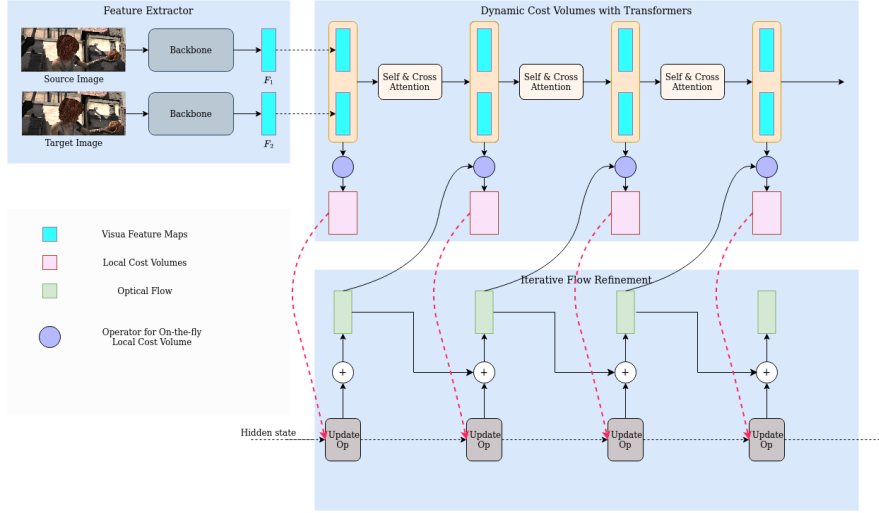 Feature Extractor
Dynamic Cost Volumes with Transformers
Backbone
Source Image
F1
Self & Cross
Attention
Self & Cross
Attention
Self & Cross
Attention
Backbone
Target Image
F2
Visua Feature Maps
Local Cost Volumes
Optical Flow
Operator for On-the-fly
Local Cost Volume
Iterative Flow Refinement
+
+
+
+
Hidden state
Update
Op
Update
Op
Update
Op
Update
Op